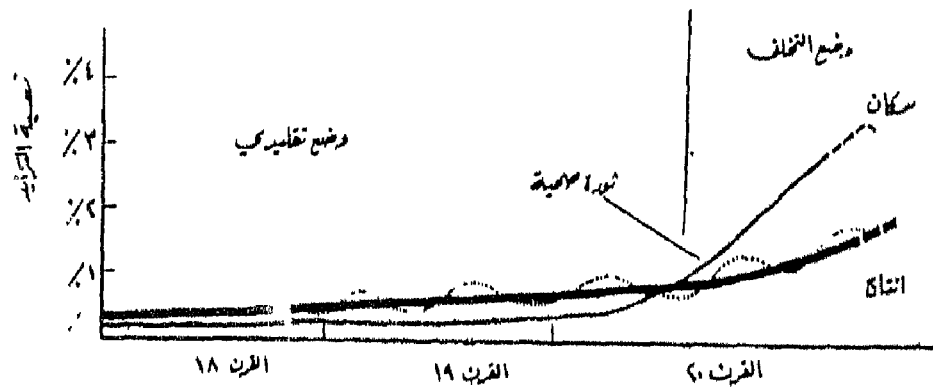 وضع التخلف
٪٤
سكان
٪٣
وضع تقليدي
نسبة التزايد
ثورة صحية
٪٢
٪١
انتاج
القرن ١٨
القرن ١٩
القرن ٢٠